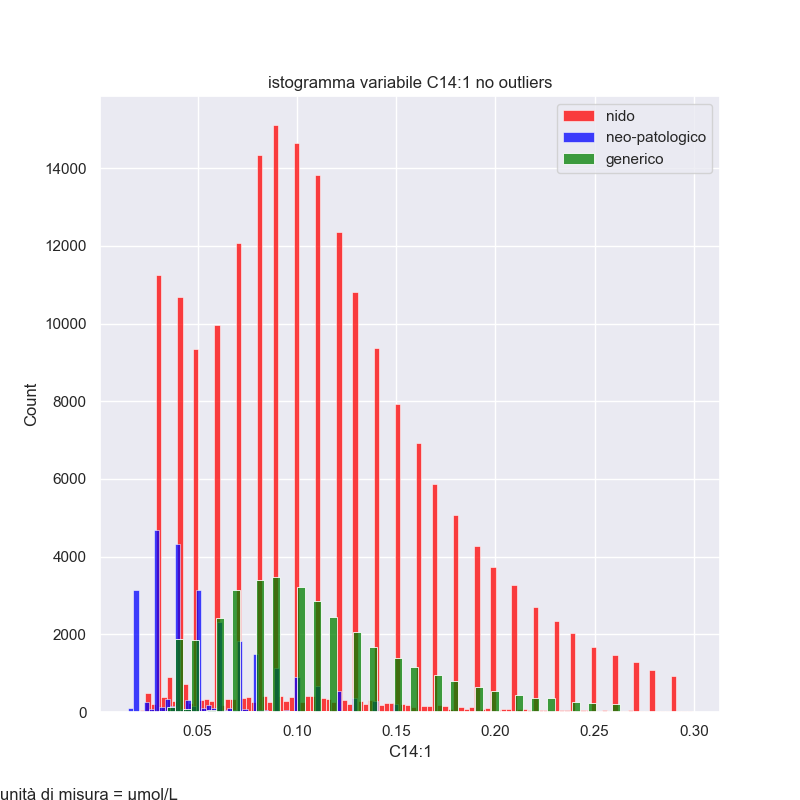 istogramma variabile C14:1 no outliers
nido
neo-patologico
generico
14000
12000
10000
8000
6000
4000
2000
0
Count
0.05 0.10 0.15 0.20 0.25 0.30
C14:1
unità di misura = μmol/L